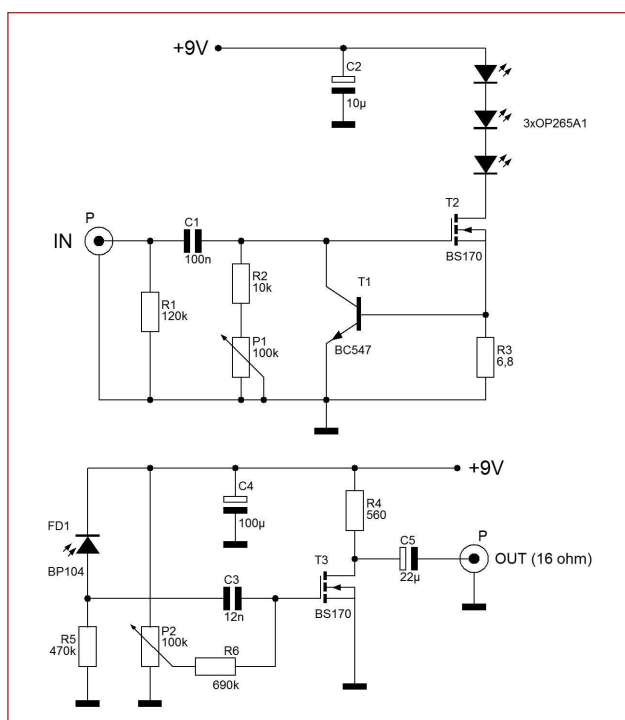 +9V
C2
10µ
3xOP265A1
T2
BS170
P
IN
C1
100n
R1
120k
R2
10k
P1
100k
T1
BC547
R3
6,8
+9V
C4
100µ
R4
560
FD1
BP104
C5
22µ
P
OUT (16 ohm)
T3
BS170
C3
12n
R5
470k
P2
100k
R6
690k